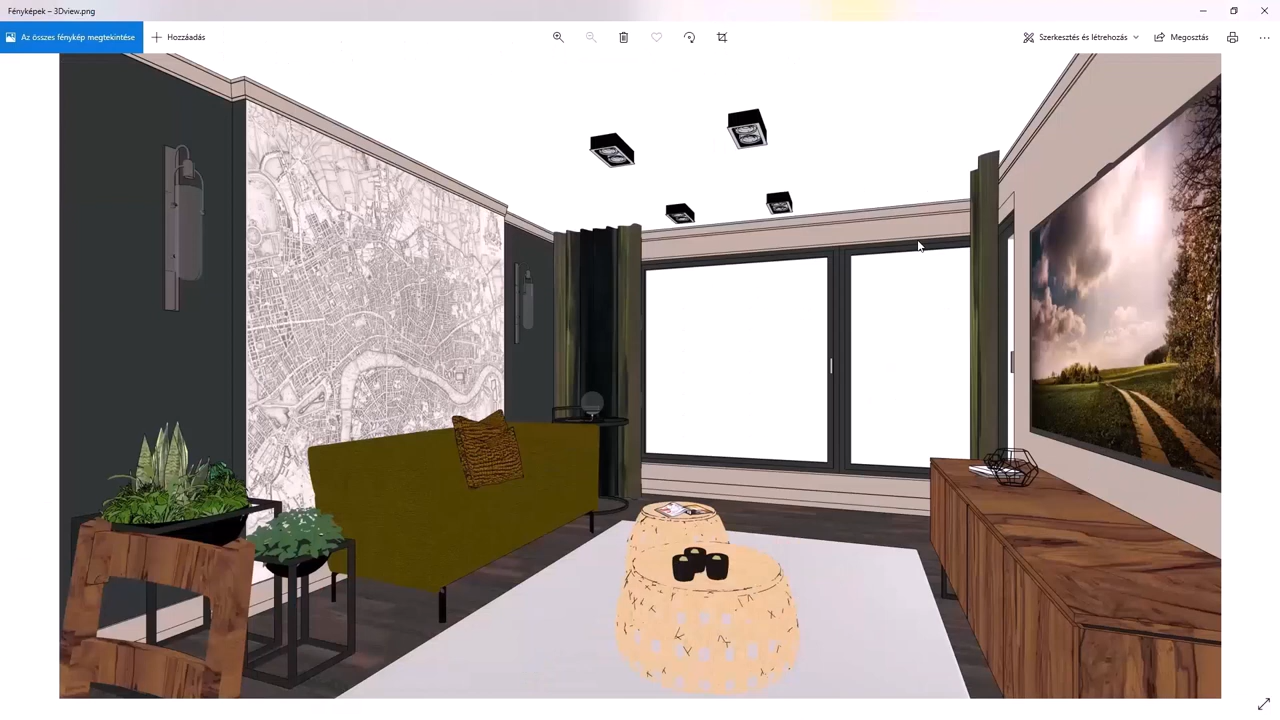 Fényképek – 3Dview.png
Az összes fénykép megtekintése
Hozzáadás
Szerkesztés és létrehozás
Megosztás